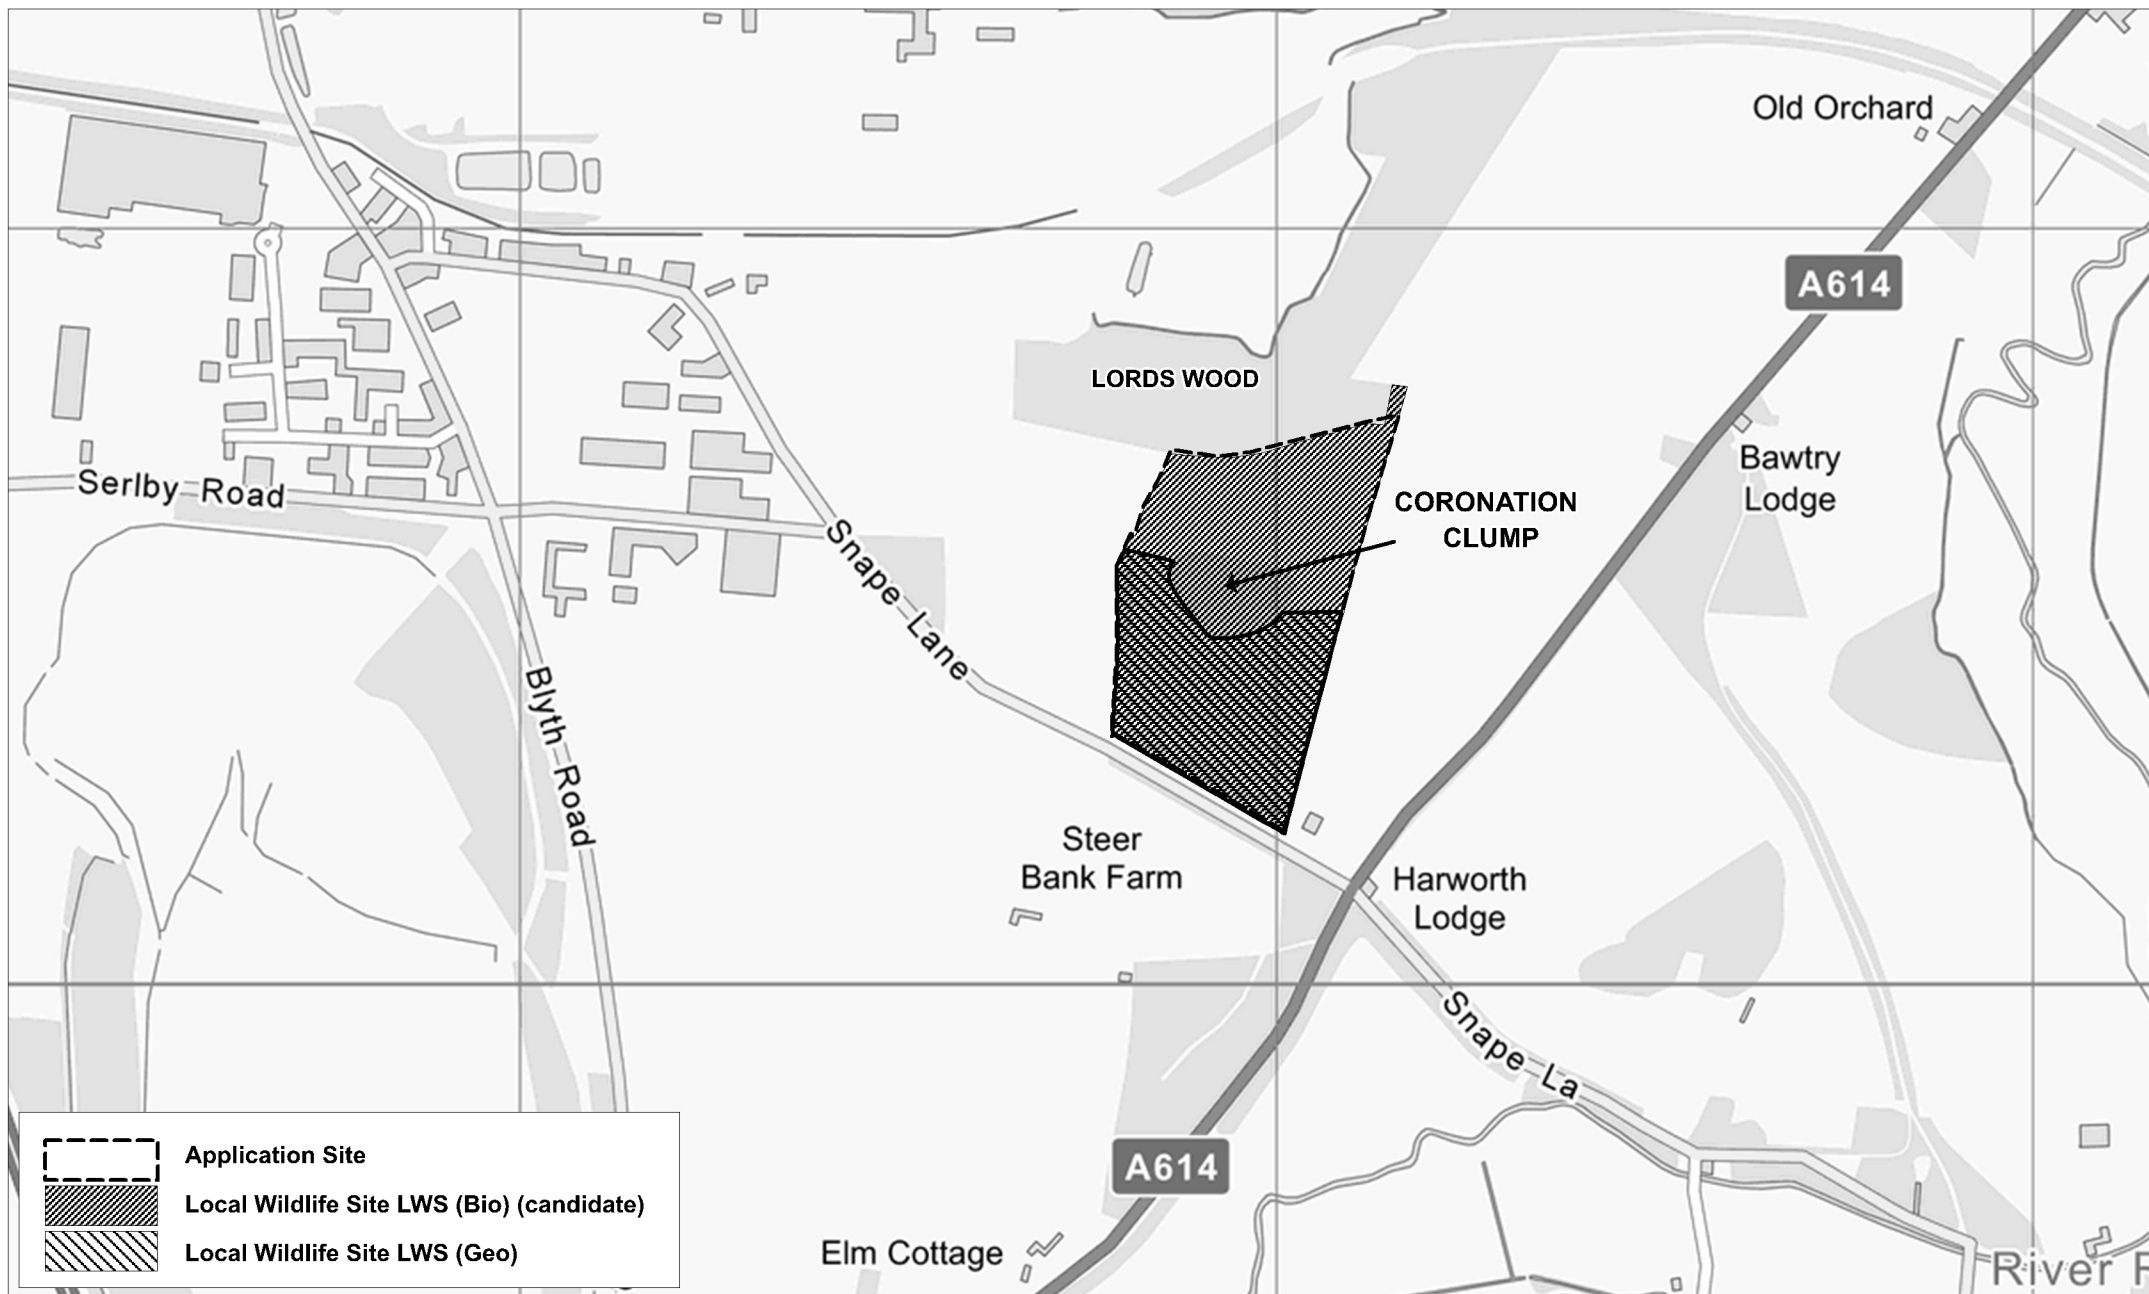 Old Orchard
A614
LORDS WOOD
Bawtry
Lodge
Serlby Road
CORONATION
CLUMP
Snape Lane
Blyth Road
Steer
Bank Farm
Harworth
Lodge
Snape La
A614
Application Site
Local Wildlife Site LWS (Bio) (candidate)
Local Wildlife Site LWS (Geo)
Elm Cottage
River